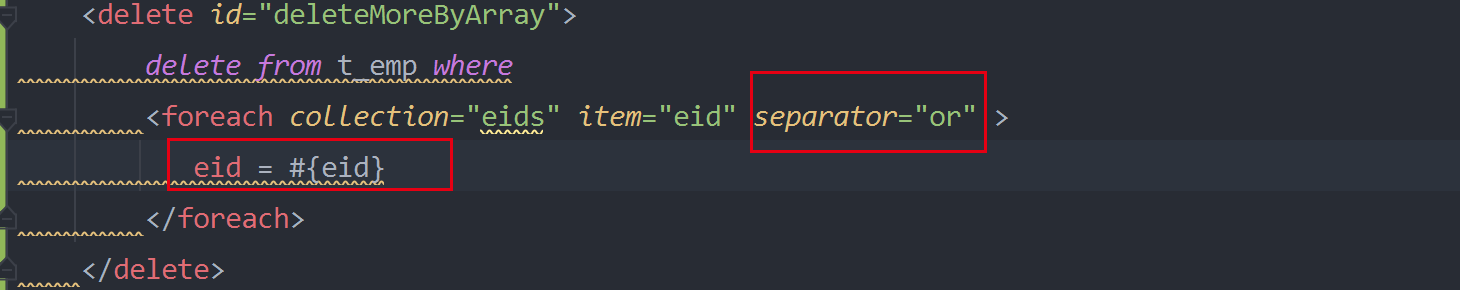 <delete id="deleteMoreByArray">
delete from t_emp where
<foreach collection="eids" item="eid" separator="or" >
eid = #{eid}
</foreach>
</delete>